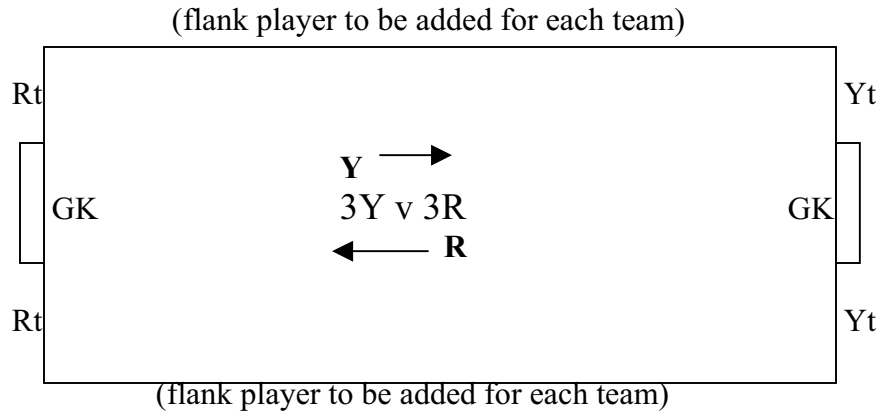 (flank player to be added for each team)
Rt Yt
Y
GK 3Y v 3R GK
R
Rt Yt
(flank player to be added for each team)